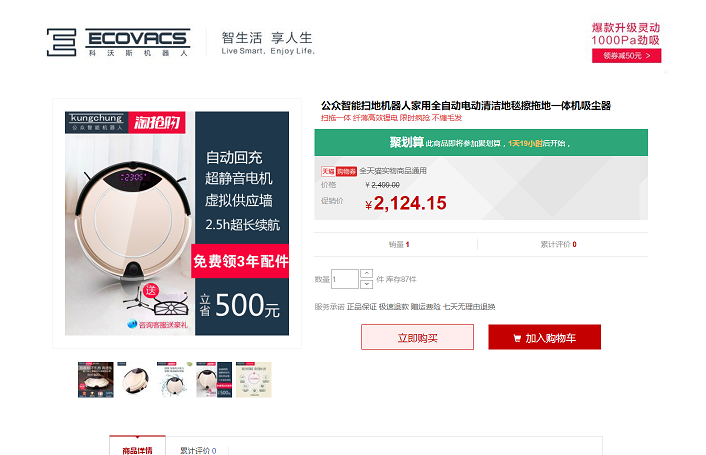 ECOVACS
科沃斯机器人
智生活 享人生
Live Smart. Enjoy Life.
爆款升级灵动
1000Pa劲吸
领券减50元 >
kungchung
公众智能机器人
淘抢购
自动回充
超静音电机
虚拟供应墙
2.5h超长续航
免费领3年配件
送
咨询客服送豪礼
立省
500元
公众智能扫地机器人家用全自动电动清洁地毯擦拖地一体机吸尘器
扫拖一体 纤薄高效锂电 限时疯抢 不缠毛发
聚划算 此商品即将参加聚划算，1天19小时后开始，
天猫 购物券 全天猫实物商品通用
价格 ¥2,400.00
促销价 ¥2,124.15
销量 1
累计评价 0
数量 1 件 库存87件
服务承诺 正品保证 极速退款 赠运费险 七天无理由退换
立即购买
加入购物车
商品详情
累计评价 0